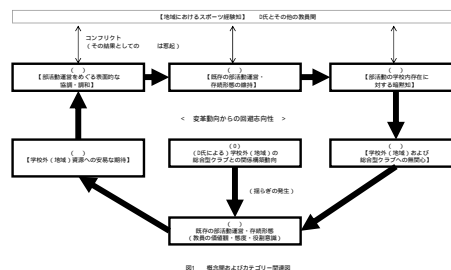 【地域におけるスポーツ経験知】 D氏とその他の教員間
コンフリクト
（その結果としての　　は惹起）
（　）
【部活動運営をめぐる表面的な
協調・調和】
（　）
【既存の部活動運営・
存続形態の維持】
（　）
【部活動の学校内存在に
対する暗黙知】
＜ 変革動向からの回避志向性 ＞
（　）
【学校外（地域）資源への安易な期待】
（０）
（D氏による）学校外（地域）の
総合型クラブとの関係構築動向
（　）
【学校外（地域）および
総合型クラブへの無関心】
（揺らぎの発生）
（　）
既存の部活動運営・存続形態
（教員の価値観・態度・役割意識）
図1　概念間およびカテゴリー関連図